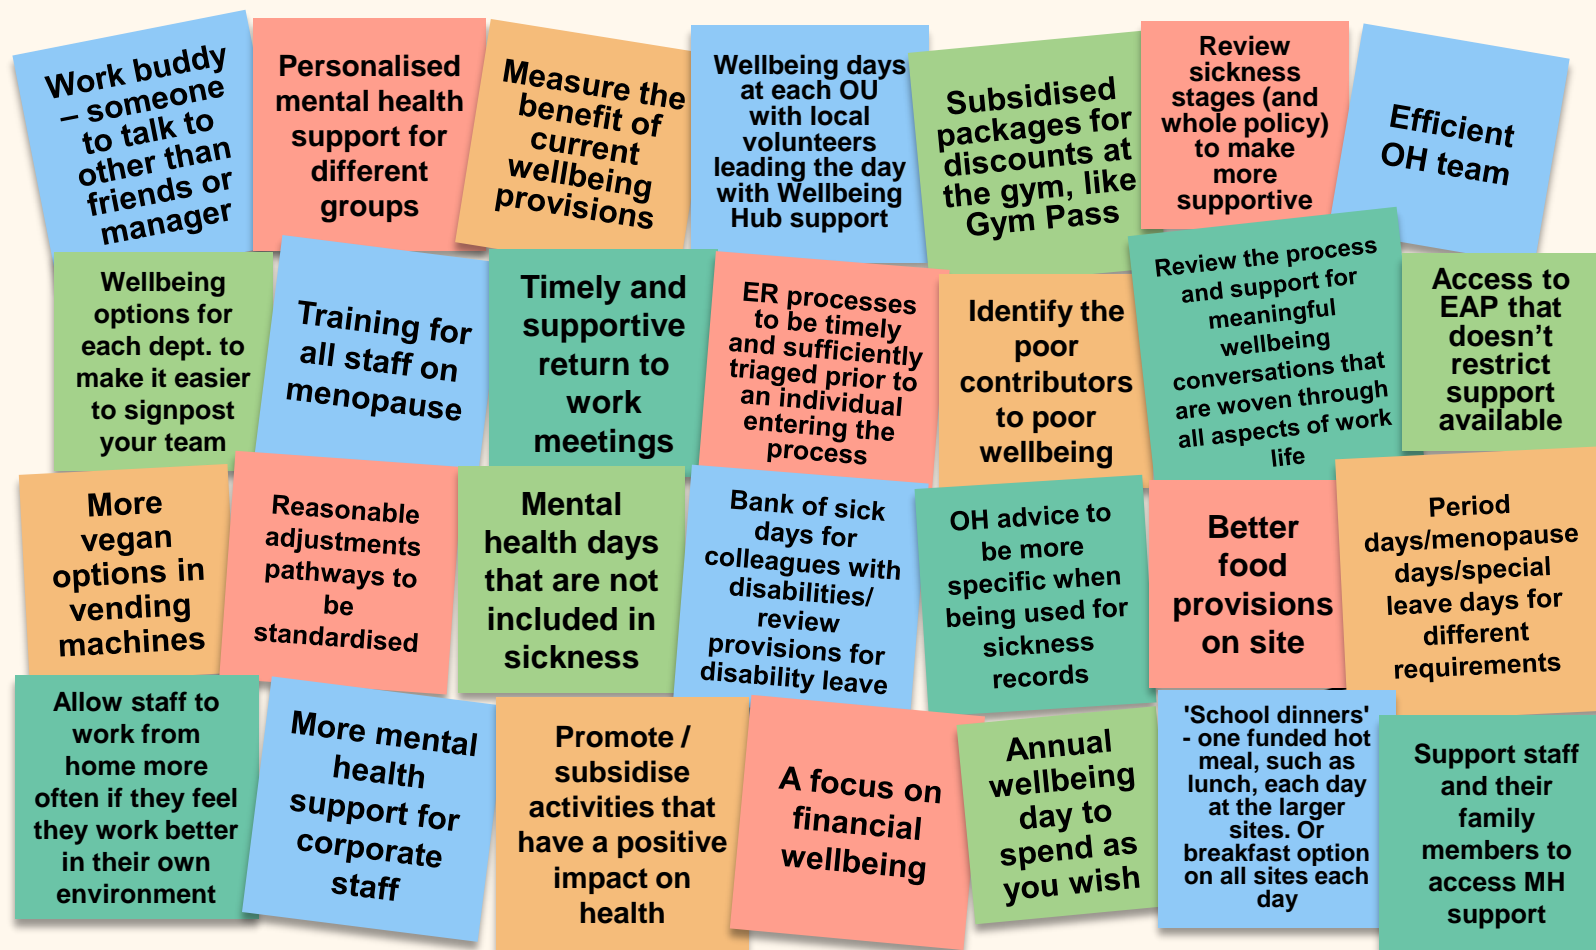 Work buddy
– someone
to talk to
other than
friends or
manager
Personalised
mental health
support for
different
groups
Measure the
benefit of
current
wellbeing
provisions
Wellbeing days
at each OU
with local
volunteers
leading the day
with Wellbeing
Hub support
Subsidised
packages for
discounts at
the gym, like
Gym Pass
Review
sickness
stages (and
whole policy)
to make
more
supportive
Efficient
OH team
Wellbeing
options for
each dept. to
make it easier
to signpost
your team
Training for
all staff on
menopause
Timely and
supportive
return to
work
meetings
ER processes
to be timely
and sufficiently
triaged prior to
an individual
entering the
process
Identify the
poor
contributors
to poor
wellbeing
Review the process
and support for
meaningful
wellbeing
conversations that
are woven through
all aspects of work
life
Access to
EAP that
doesn’t
restrict
support
available
More
vegan
options in
vending
machines
Reasonable
adjustments
pathways to
be
standardised
Mental
health days
that are not
included in
sickness
Bank of sick
days for
colleagues with
disabilities/
review
provisions for
disability leave
OH advice to
be more
specific when
being used for
sickness
records
Better
food
provisions
on site
Period
days/menopause
days/special
leave days for
different
requirements
Allow staff to
work from
home more
often if they feel
they work better
in their own
environment
More mental
health
support for
corporate
staff
Promote /
subsidise
activities that
have a positive
impact on
health
A focus on
financial
wellbeing
Annual
wellbeing
day to
spend as
you wish
'School dinners'
- one funded hot
meal, such as
lunch, each day
at the larger
sites. Or
breakfast option
on all sites each
day
Support staff
and their
family
members to
access MH
support